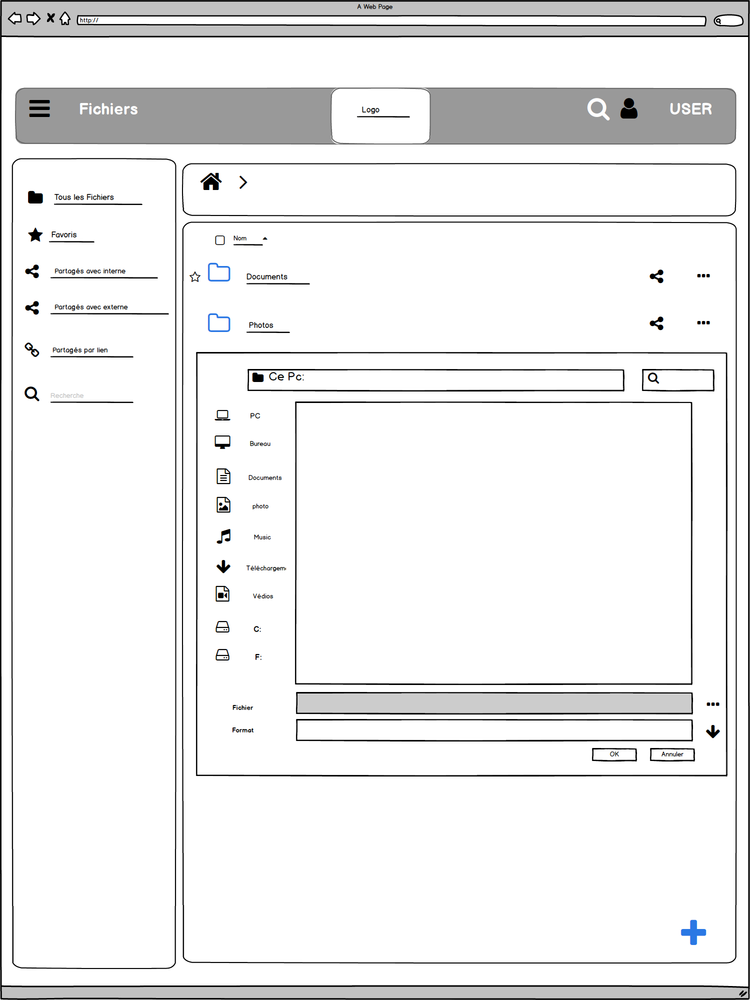 A Web Page
http://
Fichiers
Logo
USER
Tous les Fichiers
Favoris
Partagés avec interne
Partagés avec externe
Partagés par lien
Recherche
Nom
Documents
Photos
Ce Pc:
PC
Bureau
Documents
photo
Music
Téléchargem
Védios
C:
F:
Fichier
Format
OK
Annuler